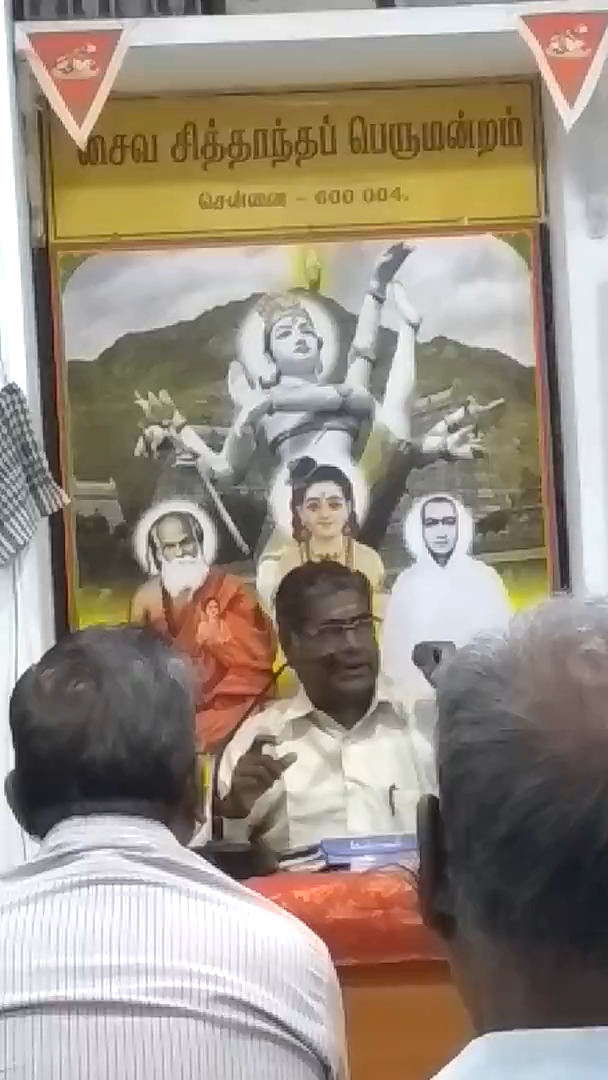 சைவ சித்தாந்தப் பெருமன்றம்
சென்னை – 600 004.